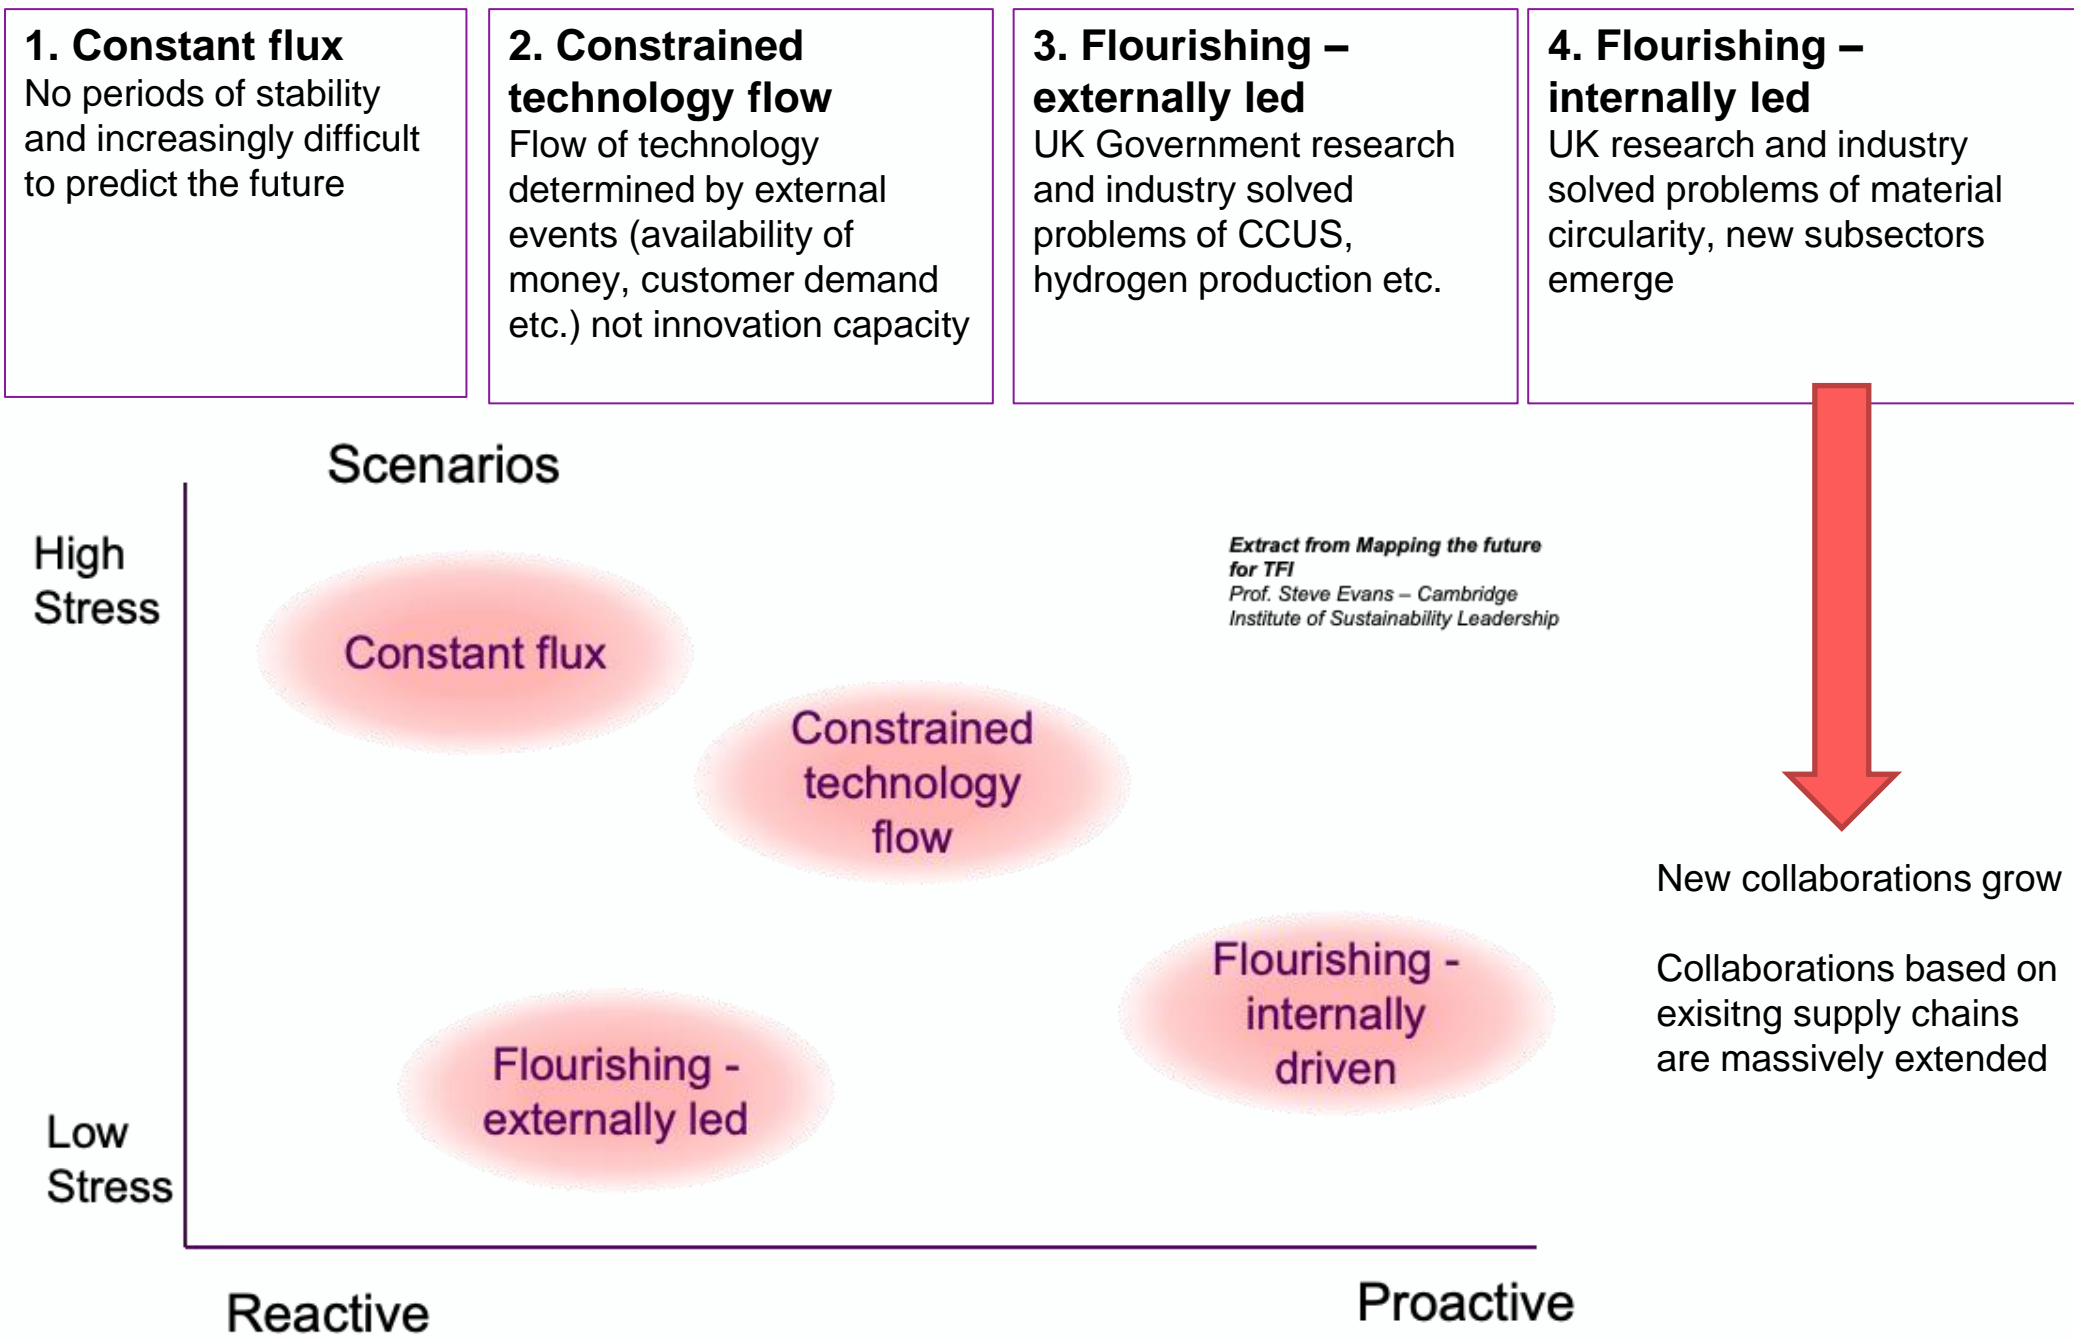 1. Constant flux
No periods of stability
and increasingly difficult
to predict the future
2. Constrained
technology flow
Flow of technology
determined by external
events (availability of
money, customer demand
etc.) not innovation capacity
3. Flourishing –
externally led
UK Government research
and industry solved
problems of CCUS,
hydrogen production etc.
4. Flourishing –
internally led
UK research and industry
solved problems of material
circularity, new subsectors
emerge
Scenarios
High
Stress
Extract from Mapping the future
for TFI
Prof. Steve Evans – Cambridge
Institute of Sustainability Leadership
Constant flux
Constrained
technology
flow
New collaborations grow
Collaborations based on
exisitng supply chains
are massively extended
Flourishing -
internally
driven
Flourishing -
externally led
Low
Stress
Reactive
Proactive